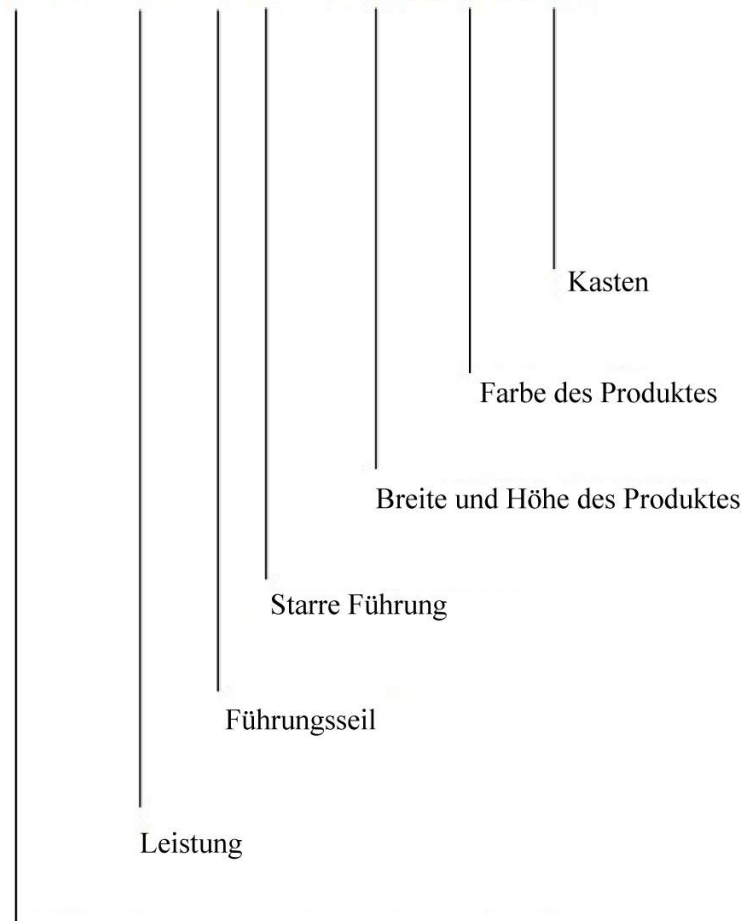 Kasten
Farbe des Produktes
Breite und Höhe des Produktes
Starre Führung
Führungsseil
Leistung